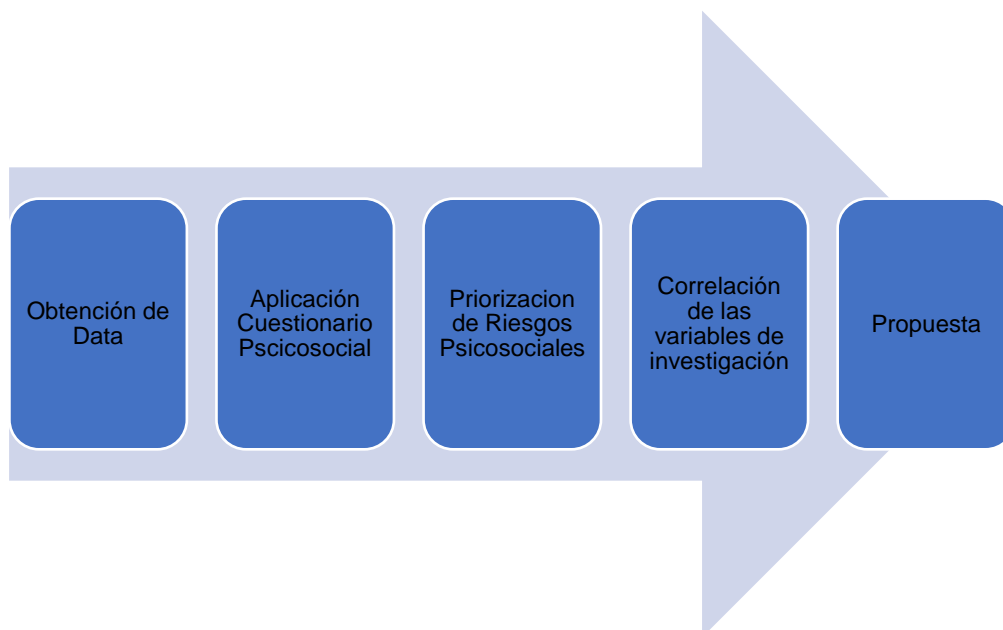 Obtención de
Data
Aplicación
Cuestionario
Pscicosocial
Priorizacion
de Riesgos
Psicosociales
Correlación
de las
variables de
investigación
Propuesta